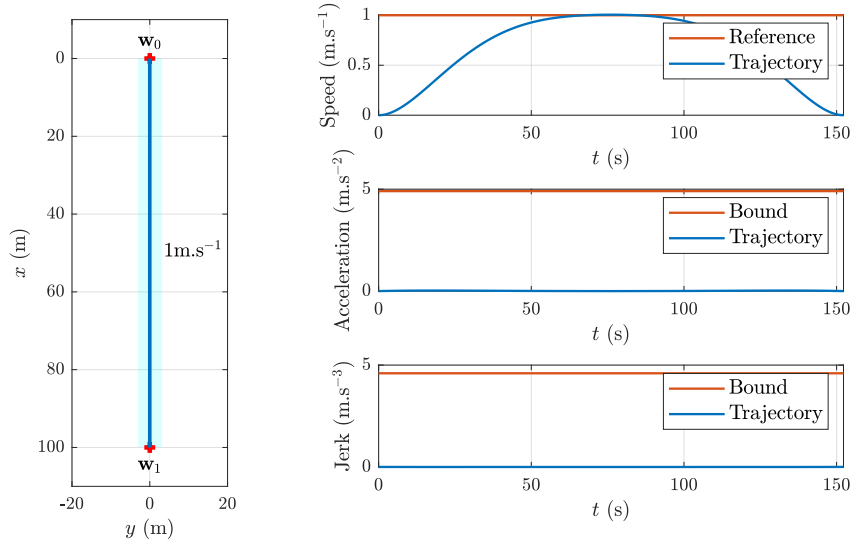 w₀
0
20
40
60
80
100
x (m)
1m.s⁻¹
w₁
-20 0 20
y (m)
1
0.5
0
Speed (m.s⁻¹)
Reference
Trajectory
0 50 100 150
t (s)
5
0
Acceleration (m.s⁻²)
Bound
Trajectory
0 50 100 150
t (s)
5
0
Jerk (m.s⁻³)
Bound
Trajectory
0 50 100 150
t (s)